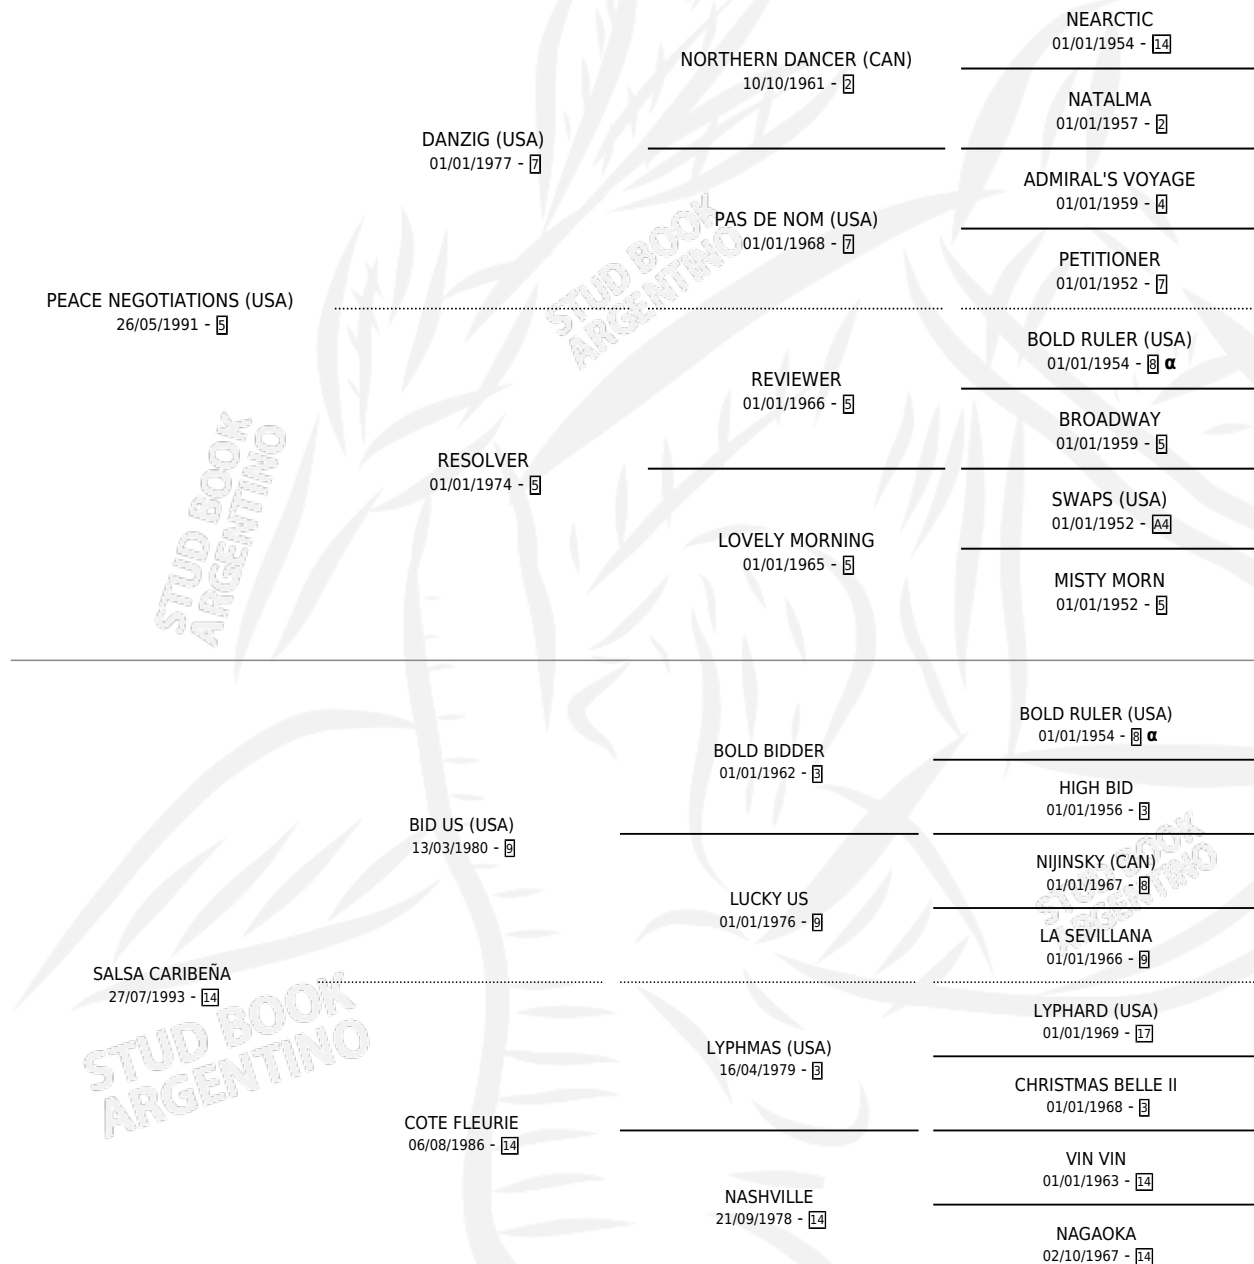 NEARCTIC
01/01/1954 - 14
NORTHERN DANCER (CAN)
10/10/1961 - 2
NATALMA
01/01/1957 - 2
DANZIG (USA)
01/01/1977 - 7
ADMIRAL'S VOYAGE
01/01/1959 - 4
PAS DE NOM (USA)
01/01/1968 - 7
PETITIONER
01/01/1952 - 7
PEACE NEGOTIATIONS (USA)
26/05/1991 - 5
BOLD RULER (USA)
01/01/1954 - 8 α
REVIEWER
01/01/1966 - 5
BROADWAY
01/01/1959 - 5
RESOLVER
01/01/1974 - 5
SWAPS (USA)
01/01/1952 - A4
LOVELY MORNING
01/01/1965 - 5
MISTY MORN
01/01/1952 - 5
BOLD RULER (USA)
01/01/1954 - 8 α
BOLD BIDDER
01/01/1962 - 3
HIGH BID
01/01/1956 - 3
BID US (USA)
13/03/1980 - 9
NIJINSKY (CAN)
01/01/1967 - 8
LUCKY US
01/01/1976 - 9
LA SEVILLANA
01/01/1966 - 9
SALSA CARIBEÑA
27/07/1993 - 14
LYPHARD (USA)
01/01/1969 - 17
LYPHMAS (USA)
16/04/1979 - 3
CHRISTMAS BELLE II
01/01/1968 - 3
COTE FLEURIE
06/08/1986 - 14
VIN VIN
01/01/1963 - 14
NASHVILLE
21/09/1978 - 14
NAGAOKA
02/10/1967 - 14
STUD BOOK
ARGENTINO
STUD BOOK
ARGENTINO
STUD BOOK
ARGENTINO
STUD BOOK
ARGENTINO